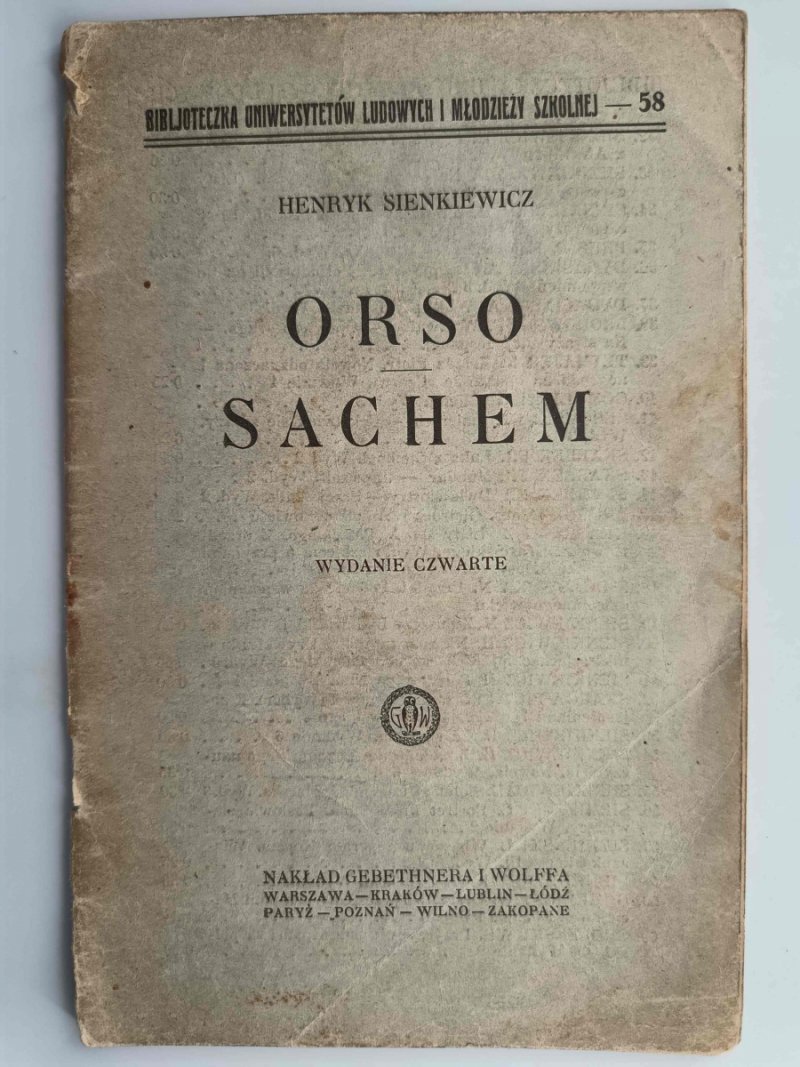 BIBLJOTECZKA UNIWERSYTETÓW LUDOWYCH I MŁODZIEŻY SZKOLNEJ — 58
HENRYK SIENKIEWICZ
ORSO
SACHEM
WYDANIE CZWARTE
G W
NAKŁAD GEBETHNERA I WOLFFA
WARSZAWA—KRAKÓW—LUBLIN—ŁÓDŹ
PARYŻ—POZNAŃ—WILNO—ZAKOPANE